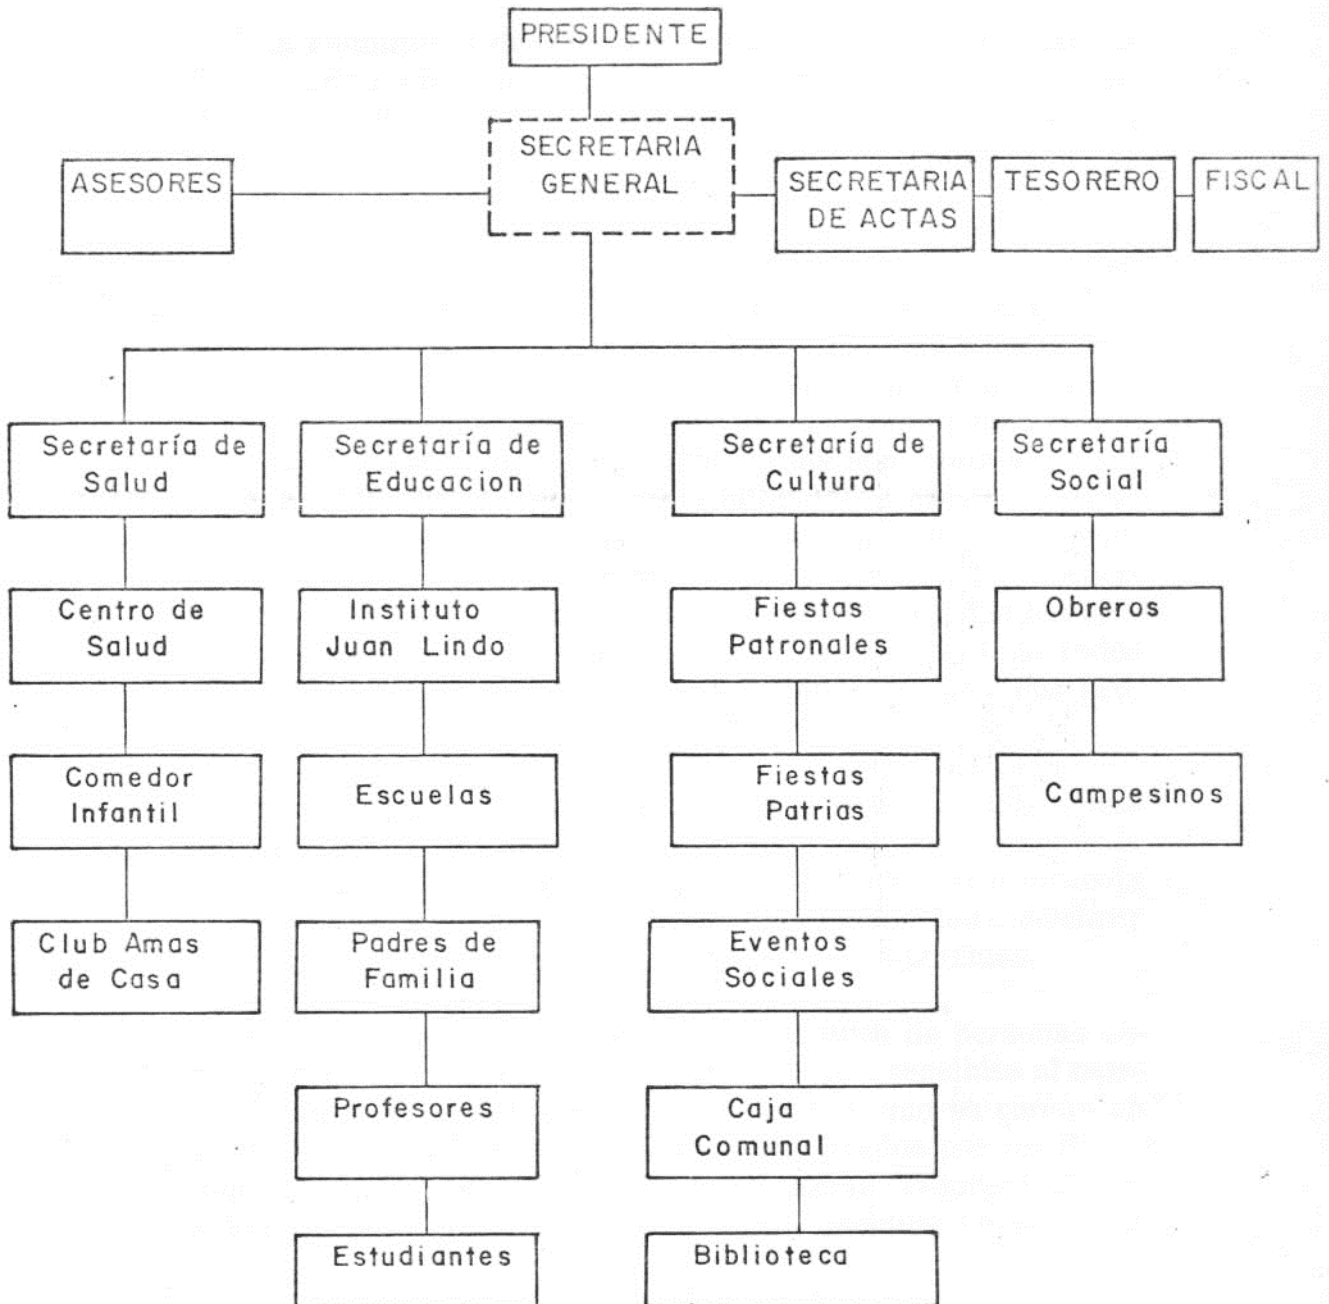 PRESIDENTE
SECRETARIA
GENERAL
ASESORES
SECRETARIA
DE ACTAS
TESORERO
FISCAL
Secretaría de
Salud
Secretaría de
Educacion
Secretaría de
Cultura
Secretaría
Social
Centro de
Salud
Instituto
Juan Lindo
Fiestas
Patronales
Obreros
Comedor
Infantil
Escuelas
Fiestas
Patrias
Campesinos
Club Amas
de Casa
Padres de
Familia
Eventos
Sociales
Profesores
Caja
Comunal
Estudiantes
Biblioteca